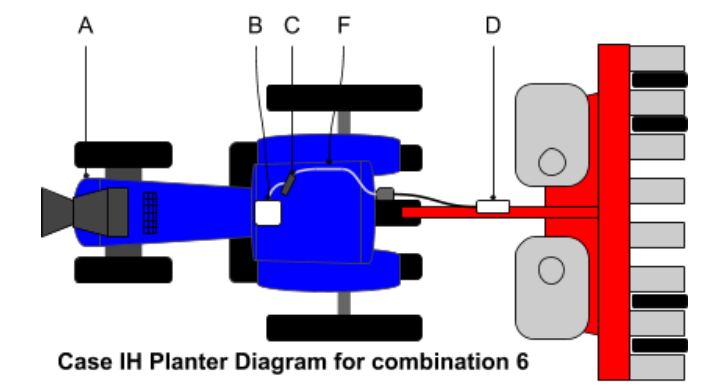 A B C F D
Case IH Planter Diagram for combination 6